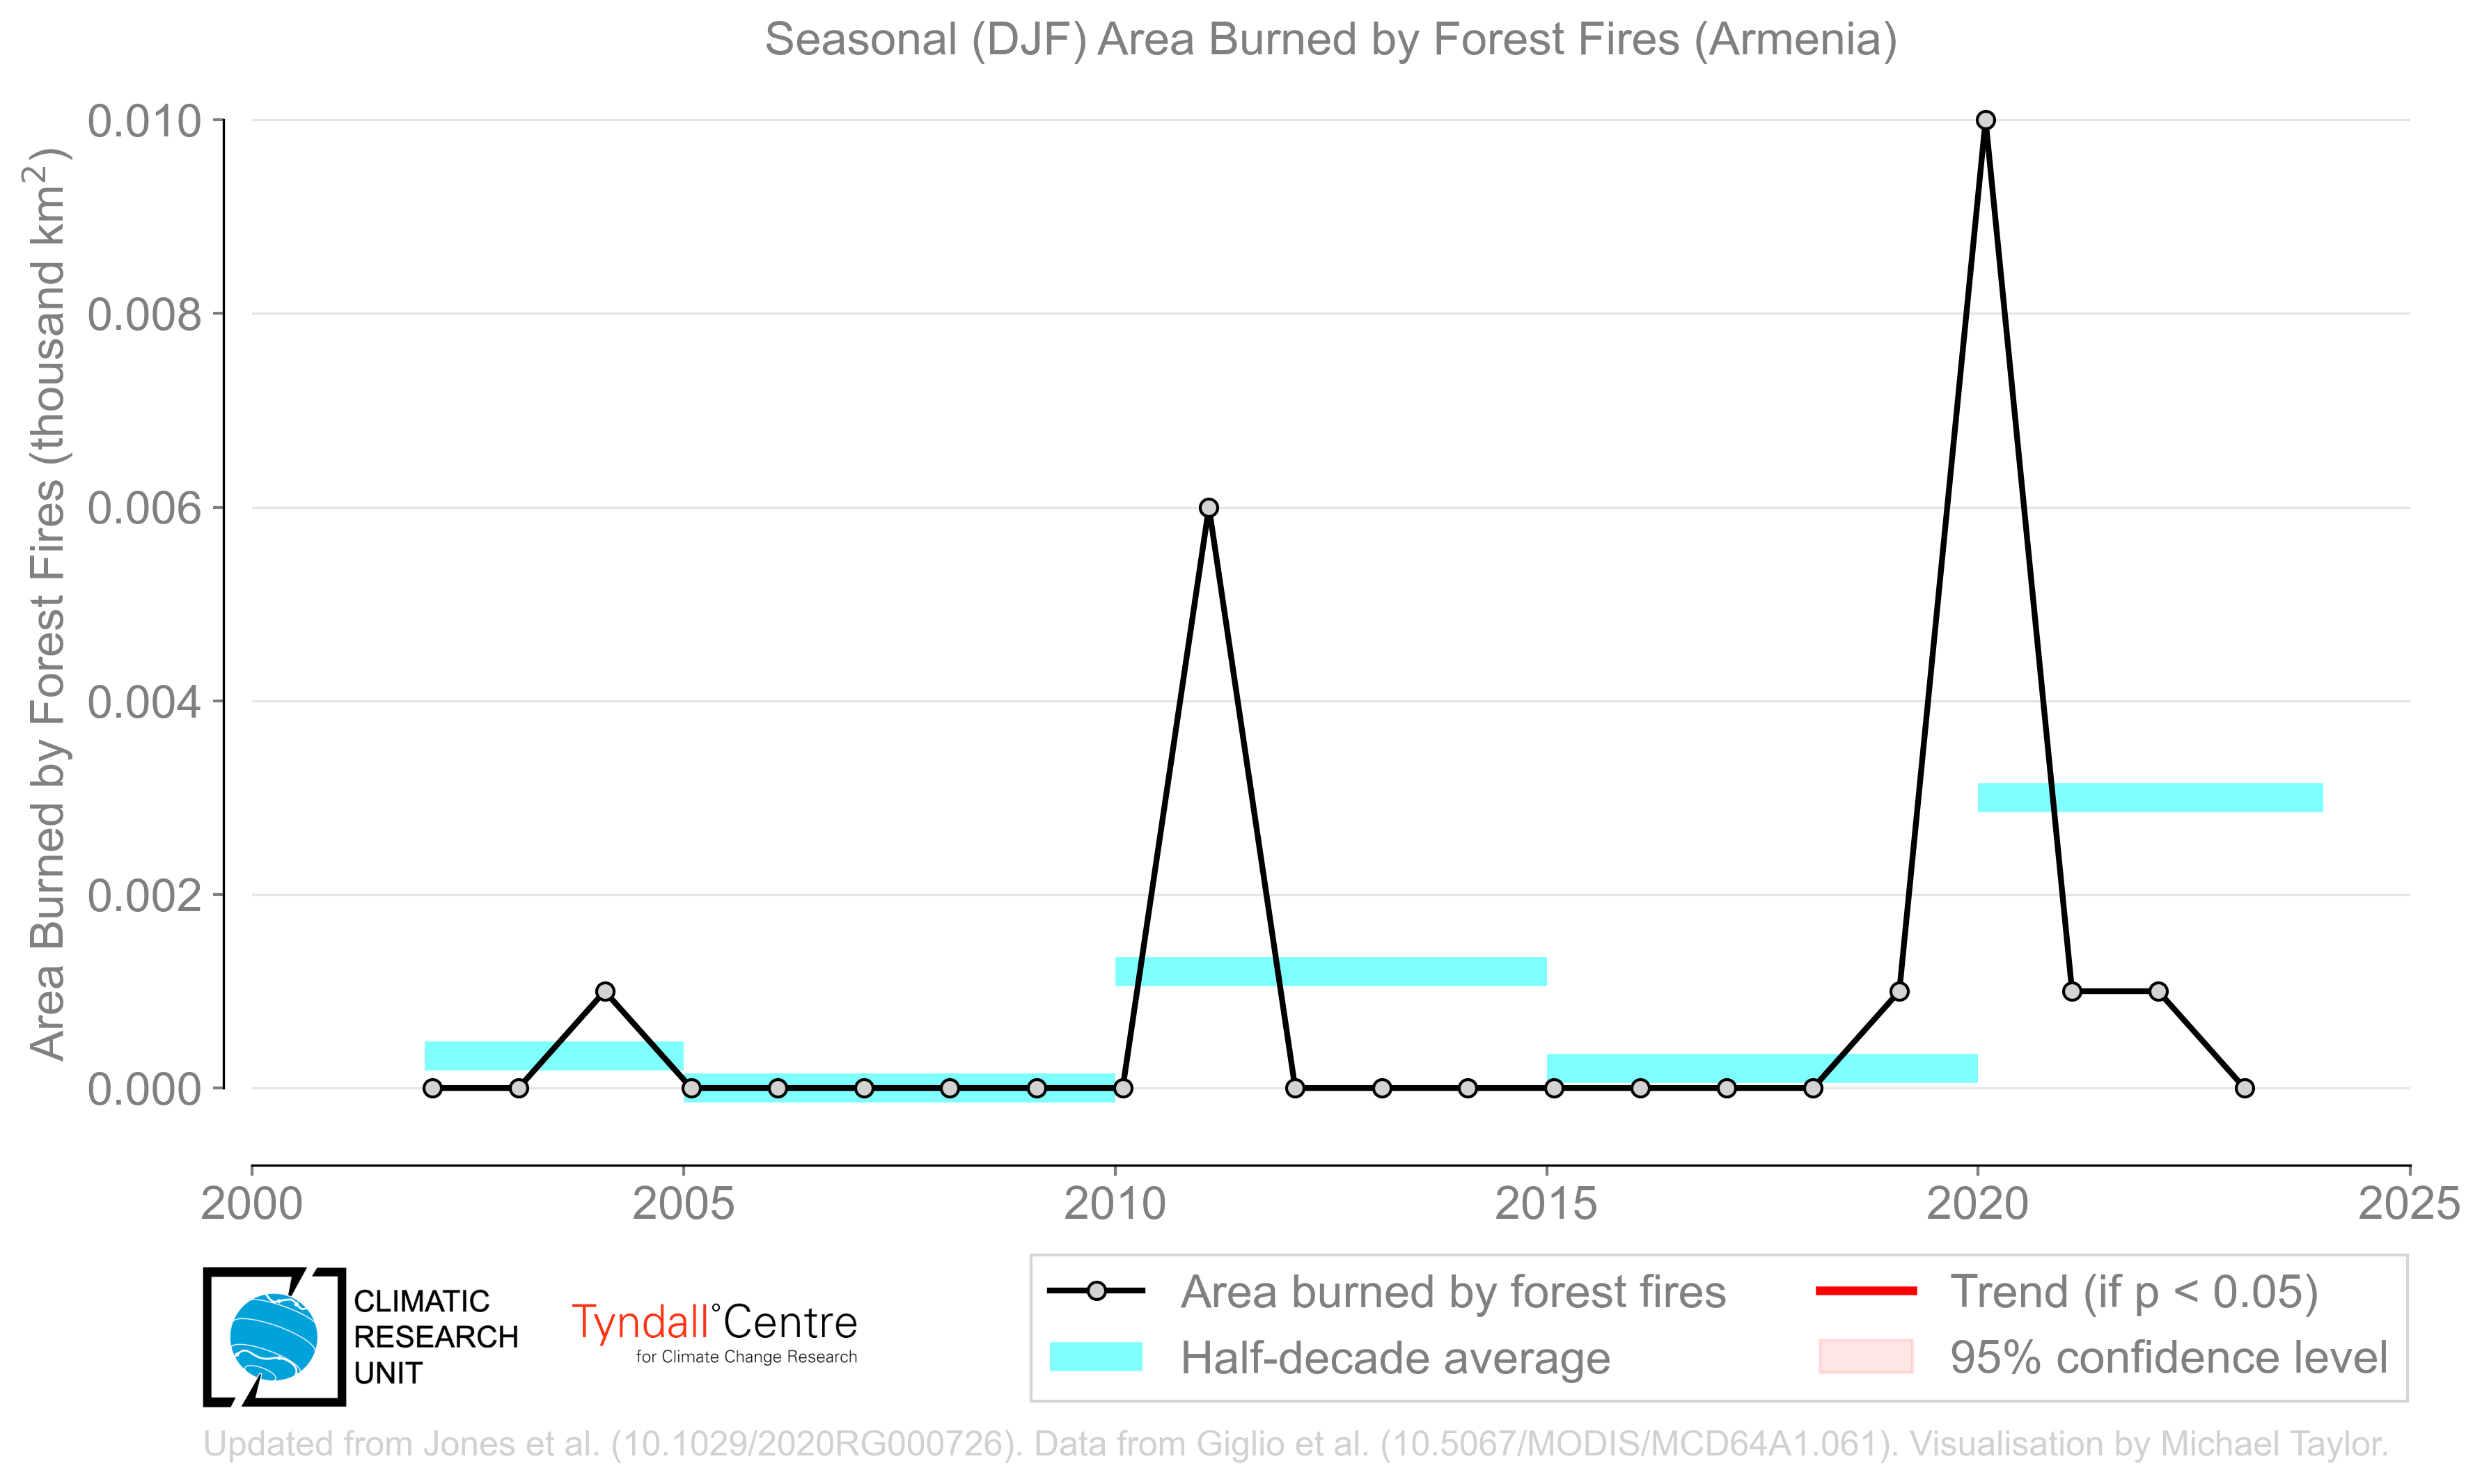 Seasonal (DJF) Area Burned by Forest Fires (Armenia)
Area Burned by Forest Fires (thousand km²)
0.010
0.008
0.006
0.004
0.002
0.000
2000 2005 2010 2015 2020 2025
CLIMATIC
RESEARCH
UNIT
Tyndall°Centre
for Climate Change Research
Area burned by forest fires
Half-decade average
Trend (if p < 0.05)
95% confidence level
Updated from Jones et al. (10.1029/2020RG000726). Data from Giglio et al. (10.5067/MODIS/MCD64A1.061). Visualisation by Michael Taylor.